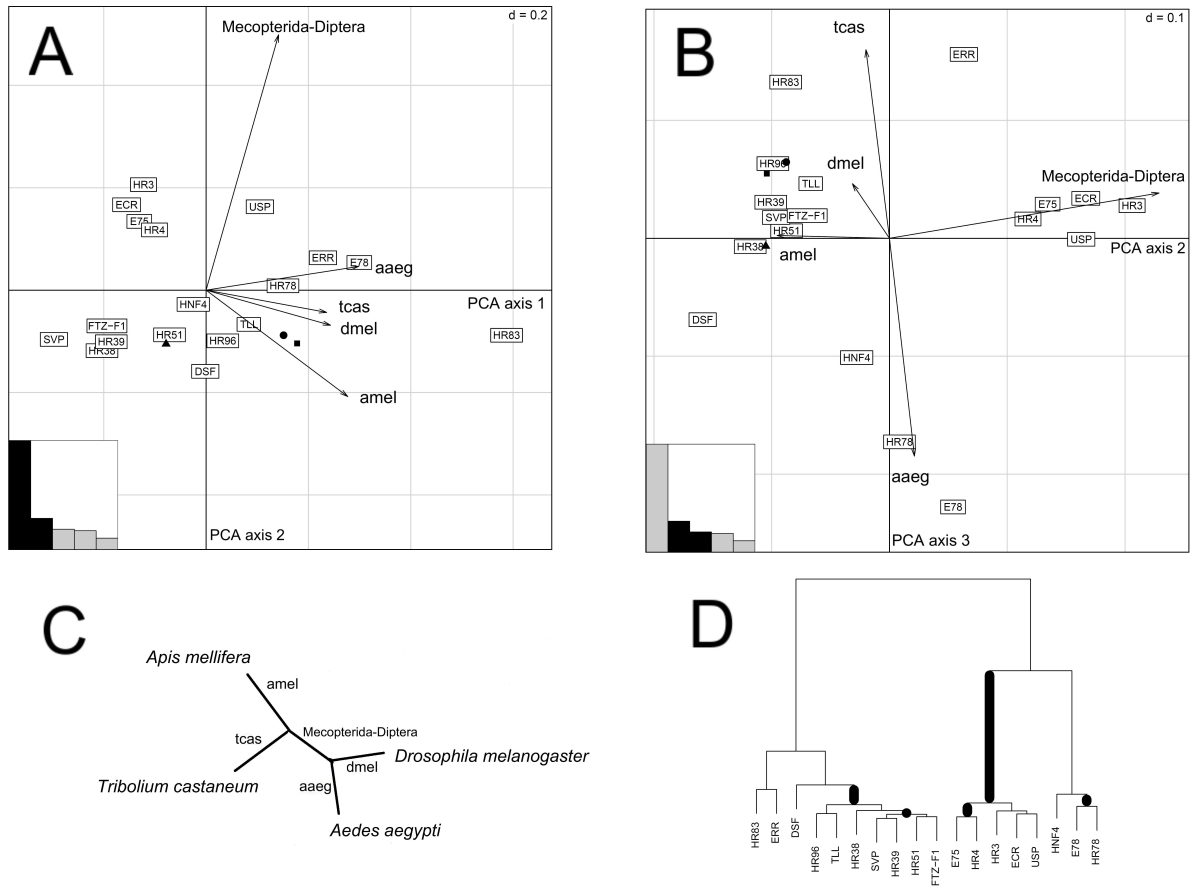 A
d = 0.2
Mecopterida-Diptera
HR3
ECR
E75
HR4
USP
ERR
E78
aaeg
HR78
PCA axis 1
HNF4
tcas
dmel
FTZ−F1
SVP
HR39
HR38
HR51
HR96
TLL
HR83
DSF
amel
PCA axis 2
B
d = 0.1
tcas
ERR
HR83
HR96
dmel
TLL
Mecopterida-Diptera
HR39
E75
ECR
HR3
SVP
FTZ−F1
HR4
HR51
HR38
USP
amel
PCA axis 2
DSF
HNF4
HR78
aaeg
E78
PCA axis 3
C
Apis mellifera
amel
tcas
Mecopterida-Diptera
Drosophila melanogaster
dmel
Tribolium castaneum
aaeg
Aedes aegypti
D
HR83
ERR
DSF
HR96
TLL
HR38
SVP
HR39
HR51
FTZ−F1
E75
HR4
HR3
ECR
USP
HNF4
E78
HR78